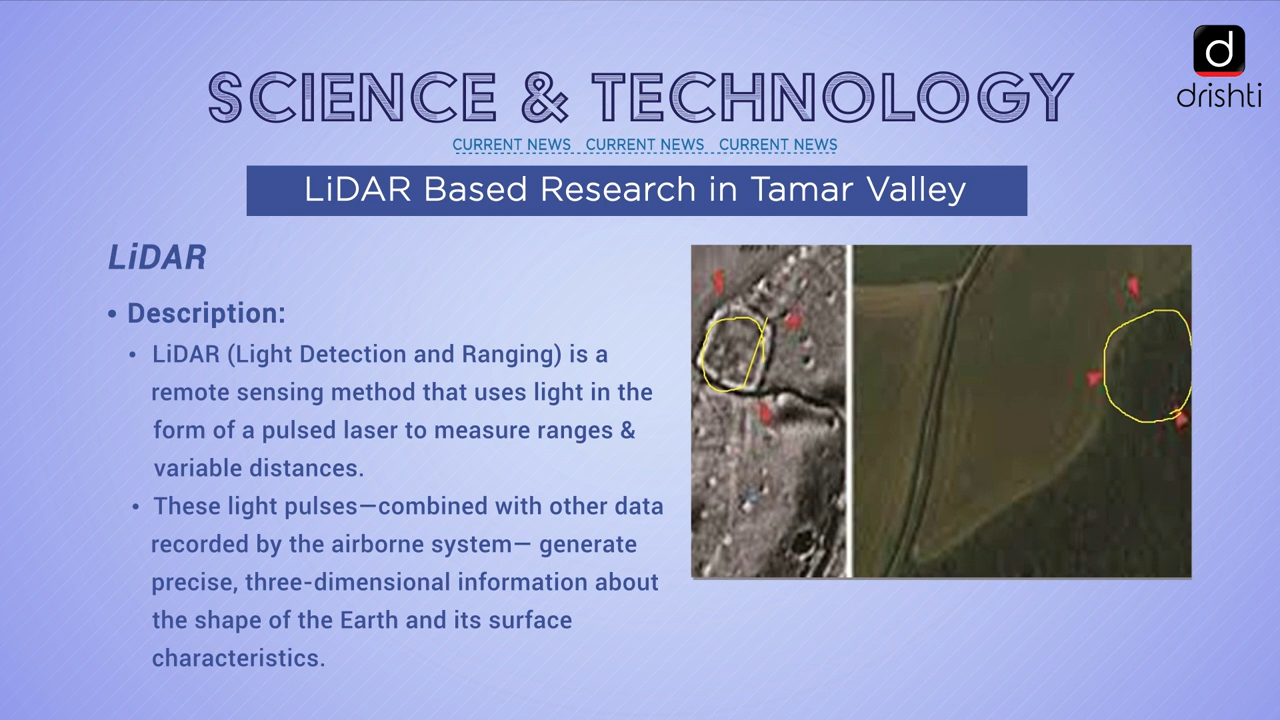 d
drishti
SCIENCE & TECHNOLOGY
CURRENT NEWS CURRENT NEWS CURRENT NEWS
LiDAR Based Research in Tamar Valley
LiDAR
• Description:
• LiDAR (Light Detection and Ranging) is a
remote sensing method that uses light in the
form of a pulsed laser to measure ranges &
variable distances.
• These light pulses—combined with other data
recorded by the airborne system— generate
precise, three-dimensional information about
the shape of the Earth and its surface
characteristics.